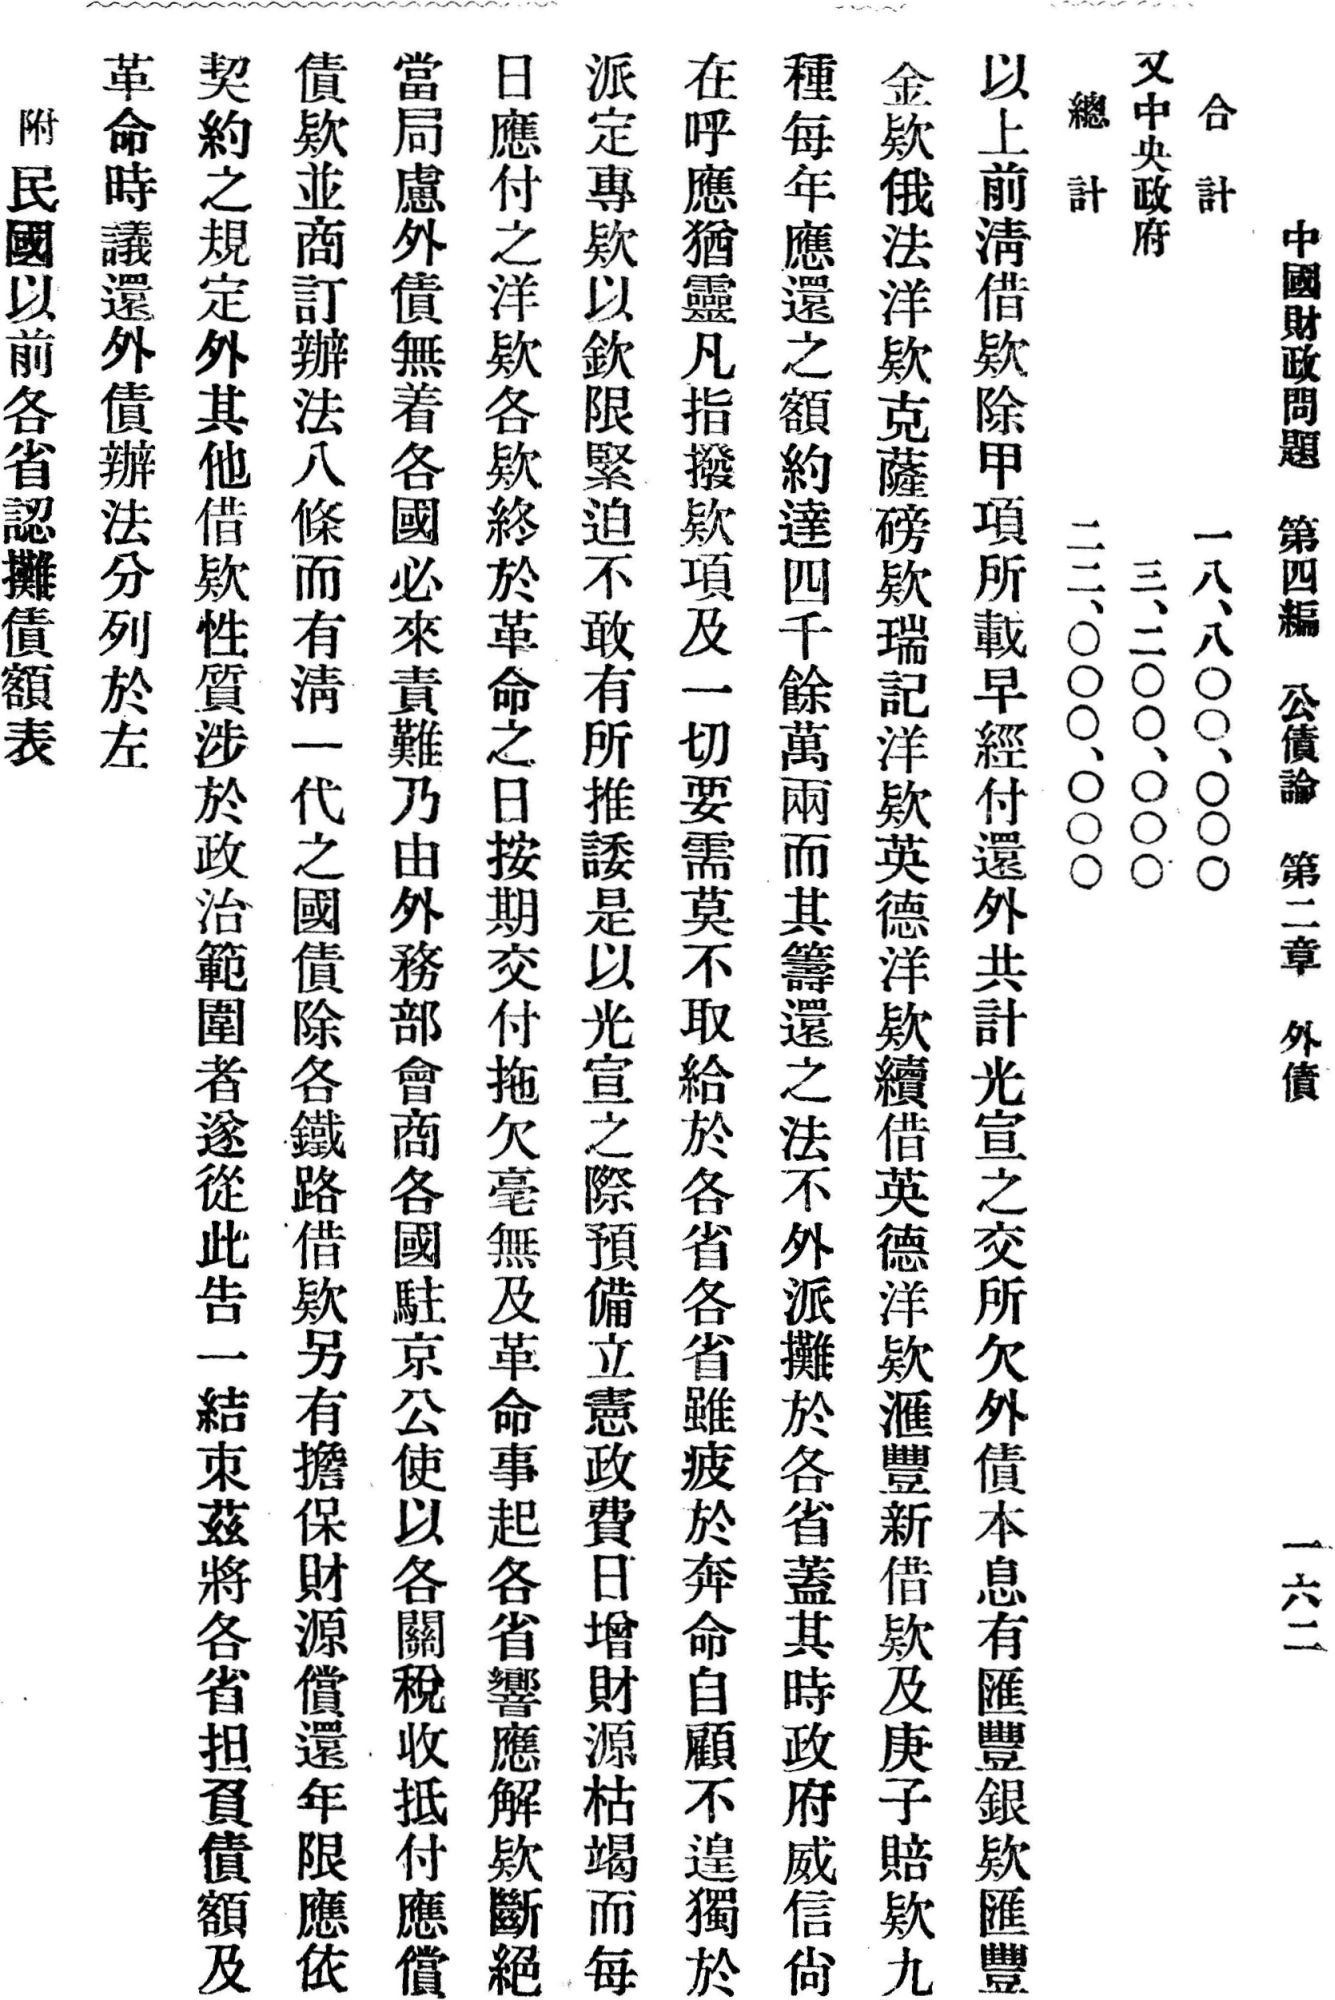 中國財政問題　第四編　公債論　第二章　外債　一六二
合計　一八、八〇〇、〇〇〇
又中央政府　三、二〇〇、〇〇〇
總計　二二、〇〇〇、〇〇〇
以上前淸借欵除甲項所載早經付還外共計光宣之交所欠外債本息有匯豐銀欵匯豐
金欵俄法洋欵克薩磅欵瑞記洋欵英德洋欵續借英德洋欵滙豐新借欵及庚子賠欵九
種每年應還之額約達四千餘萬兩而其籌還之法不外派攤於各省蓋其時政府威信尙
在呼應猶靈凡指撥欵項及一切要需莫不取給於各省各省雖疲於奔命自顧不遑獨於
派定專欵以欽限緊迫不敢有所推諉是以光宣之際預備立憲政費日增財源枯竭而每
日應付之洋欵各欵終於革命之日按期交付拖欠毫無及革命事起各省響應解欵斷絕
當局慮外債無着各國必來責難乃由外務部會商各國駐京公使以各關稅收抵付應償
債欵並商訂辦法八條而有淸一代之國債除各鐵路借欵另有擔保財源償還年限應依
契約之規定外其他借欵性質涉於政治範圍者遂從此告一結束茲將各省担負債額及
革命時議還外債辦法分列於左
附民國以前各省認攤債額表